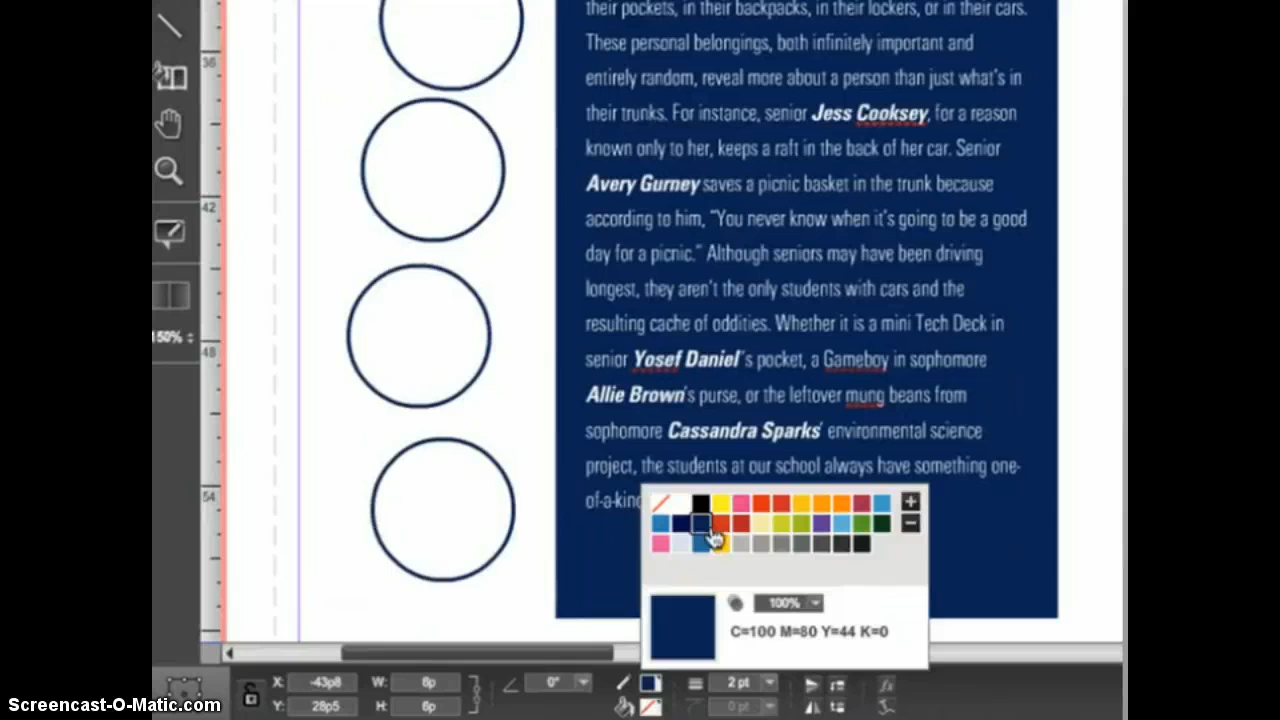 their pockets, in their backpacks, in their lockers, or in their cars.
These personal belongings, both infinitely important and
entirely random, reveal more about a person than just what's in
their trunks. For instance, senior Jess Cooksey, for a reason
known only to her, keeps a raft in the back of her car. Senior
Avery Gurney saves a picnic basket in the trunk because
according to him, "You never know when it's going to be a good
day for a picnic." Although seniors may have been driving
longest, they aren't the only students with cars and the
resulting cache of oddities. Whether it is a mini Tech Deck in
senior Yosef Daniel's pocket, a Gameboy in sophomore
Allie Brown's purse, or the leftover mung beans from
sophomore Cassandra Sparks' environmental science
project, the students at our school always have something one-
of-a-kind
36
42
48
54
150%
+
−
100%
C=100 M=80 Y=44 K=0
X: -43p8 W: 6p 0° 2 pt
Y: 28p5 H: 6p 0 pt
Screencast-O-Matic.com